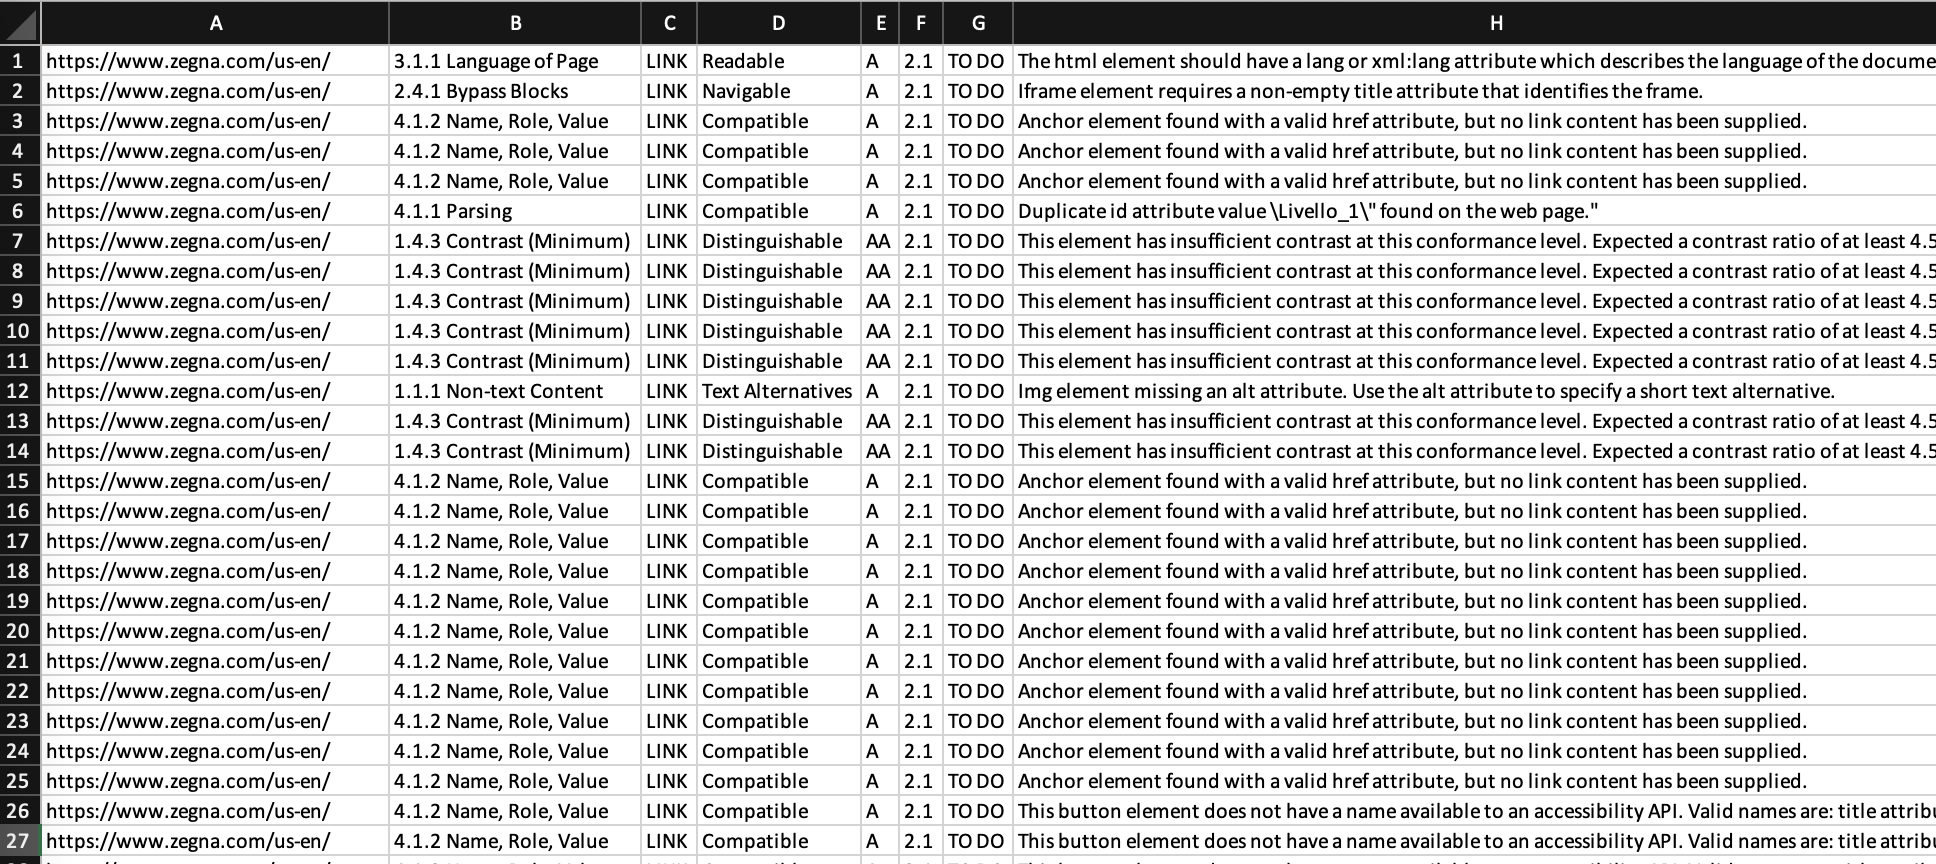 A B C D E F G H
1 https://www.zegna.com/us-en/ 3.1.1 Language of Page LINK Readable A 2.1 TO DO The html element should have a lang or xml:lang attribute which describes the language of the docume
2 https://www.zegna.com/us-en/ 2.4.1 Bypass Blocks LINK Navigable A 2.1 TO DO Iframe element requires a non-empty title attribute that identifies the frame.
3 https://www.zegna.com/us-en/ 4.1.2 Name, Role, Value LINK Compatible A 2.1 TO DO Anchor element found with a valid href attribute, but no link content has been supplied.
4 https://www.zegna.com/us-en/ 4.1.2 Name, Role, Value LINK Compatible A 2.1 TO DO Anchor element found with a valid href attribute, but no link content has been supplied.
5 https://www.zegna.com/us-en/ 4.1.2 Name, Role, Value LINK Compatible A 2.1 TO DO Anchor element found with a valid href attribute, but no link content has been supplied.
6 https://www.zegna.com/us-en/ 4.1.1 Parsing LINK Compatible A 2.1 TO DO Duplicate id attribute value \Livello_1\" found on the web page."
7 https://www.zegna.com/us-en/ 1.4.3 Contrast (Minimum) LINK Distinguishable AA 2.1 TO DO This element has insufficient contrast at this conformance level. Expected a contrast ratio of at least 4.5
8 https://www.zegna.com/us-en/ 1.4.3 Contrast (Minimum) LINK Distinguishable AA 2.1 TO DO This element has insufficient contrast at this conformance level. Expected a contrast ratio of at least 4.5
9 https://www.zegna.com/us-en/ 1.4.3 Contrast (Minimum) LINK Distinguishable AA 2.1 TO DO This element has insufficient contrast at this conformance level. Expected a contrast ratio of at least 4.5
10 https://www.zegna.com/us-en/ 1.4.3 Contrast (Minimum) LINK Distinguishable AA 2.1 TO DO This element has insufficient contrast at this conformance level. Expected a contrast ratio of at least 4.5
11 https://www.zegna.com/us-en/ 1.4.3 Contrast (Minimum) LINK Distinguishable AA 2.1 TO DO This element has insufficient contrast at this conformance level. Expected a contrast ratio of at least 4.5
12 https://www.zegna.com/us-en/ 1.1.1 Non-text Content LINK Text Alternatives A 2.1 TO DO Img element missing an alt attribute. Use the alt attribute to specify a short text alternative.
13 https://www.zegna.com/us-en/ 1.4.3 Contrast (Minimum) LINK Distinguishable AA 2.1 TO DO This element has insufficient contrast at this conformance level. Expected a contrast ratio of at least 4.5
14 https://www.zegna.com/us-en/ 1.4.3 Contrast (Minimum) LINK Distinguishable AA 2.1 TO DO This element has insufficient contrast at this conformance level. Expected a contrast ratio of at least 4.5
15 https://www.zegna.com/us-en/ 4.1.2 Name, Role, Value LINK Compatible A 2.1 TO DO Anchor element found with a valid href attribute, but no link content has been supplied.
16 https://www.zegna.com/us-en/ 4.1.2 Name, Role, Value LINK Compatible A 2.1 TO DO Anchor element found with a valid href attribute, but no link content has been supplied.
17 https://www.zegna.com/us-en/ 4.1.2 Name, Role, Value LINK Compatible A 2.1 TO DO Anchor element found with a valid href attribute, but no link content has been supplied.
18 https://www.zegna.com/us-en/ 4.1.2 Name, Role, Value LINK Compatible A 2.1 TO DO Anchor element found with a valid href attribute, but no link content has been supplied.
19 https://www.zegna.com/us-en/ 4.1.2 Name, Role, Value LINK Compatible A 2.1 TO DO Anchor element found with a valid href attribute, but no link content has been supplied.
20 https://www.zegna.com/us-en/ 4.1.2 Name, Role, Value LINK Compatible A 2.1 TO DO Anchor element found with a valid href attribute, but no link content has been supplied.
21 https://www.zegna.com/us-en/ 4.1.2 Name, Role, Value LINK Compatible A 2.1 TO DO Anchor element found with a valid href attribute, but no link content has been supplied.
22 https://www.zegna.com/us-en/ 4.1.2 Name, Role, Value LINK Compatible A 2.1 TO DO Anchor element found with a valid href attribute, but no link content has been supplied.
23 https://www.zegna.com/us-en/ 4.1.2 Name, Role, Value LINK Compatible A 2.1 TO DO Anchor element found with a valid href attribute, but no link content has been supplied.
24 https://www.zegna.com/us-en/ 4.1.2 Name, Role, Value LINK Compatible A 2.1 TO DO Anchor element found with a valid href attribute, but no link content has been supplied.
25 https://www.zegna.com/us-en/ 4.1.2 Name, Role, Value LINK Compatible A 2.1 TO DO Anchor element found with a valid href attribute, but no link content has been supplied.
26 https://www.zegna.com/us-en/ 4.1.2 Name, Role, Value LINK Compatible A 2.1 TO DO This button element does not have a name available to an accessibility API. Valid names are: title attribu
27 https://www.zegna.com/us-en/ 4.1.2 Name, Role, Value LINK Compatible A 2.1 TO DO This button element does not have a name available to an accessibility API. Valid names are: title attribu